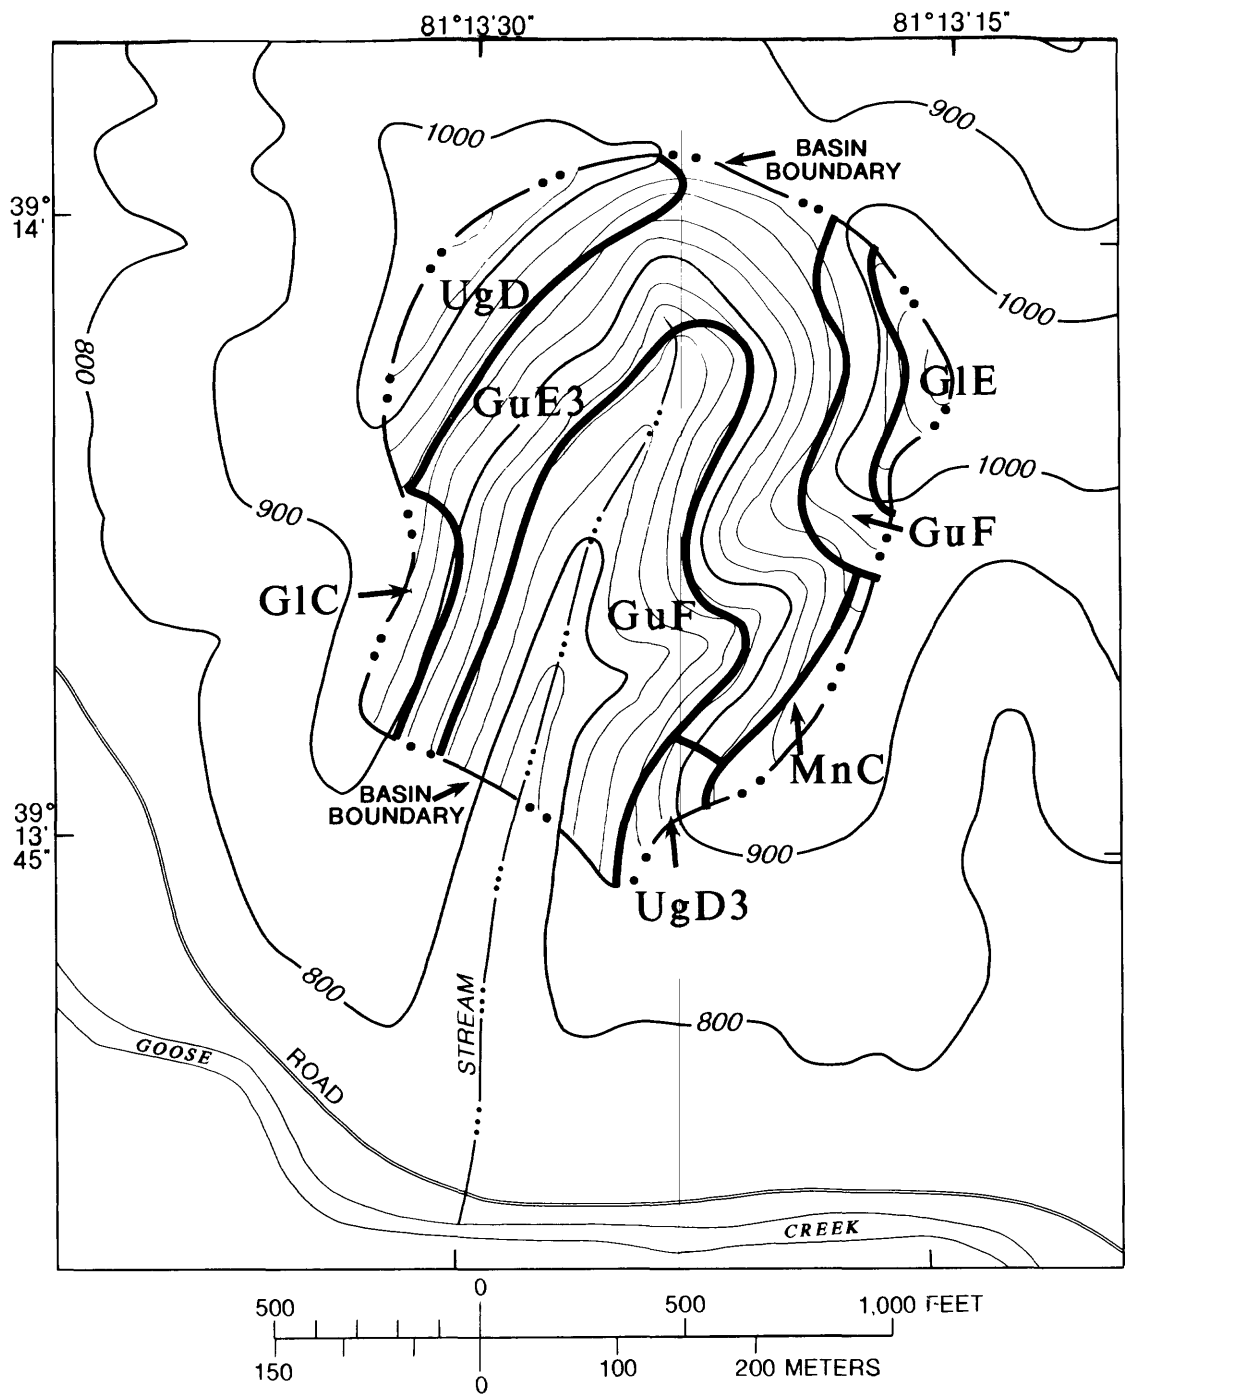 81°13'30"
81°13'15"
900
1000
BASIN
BOUNDARY
39°
14'
UgD
1000
800
GlE
GuE3
1000
900
GuF
GlC
GuF
MnC
BASIN
BOUNDARY
39°
13'
45"
900
UgD3
800
STREAM
800
GOOSE
ROAD
CREEK
500
0
500
1,000 FEET
150
0
100
200 METERS